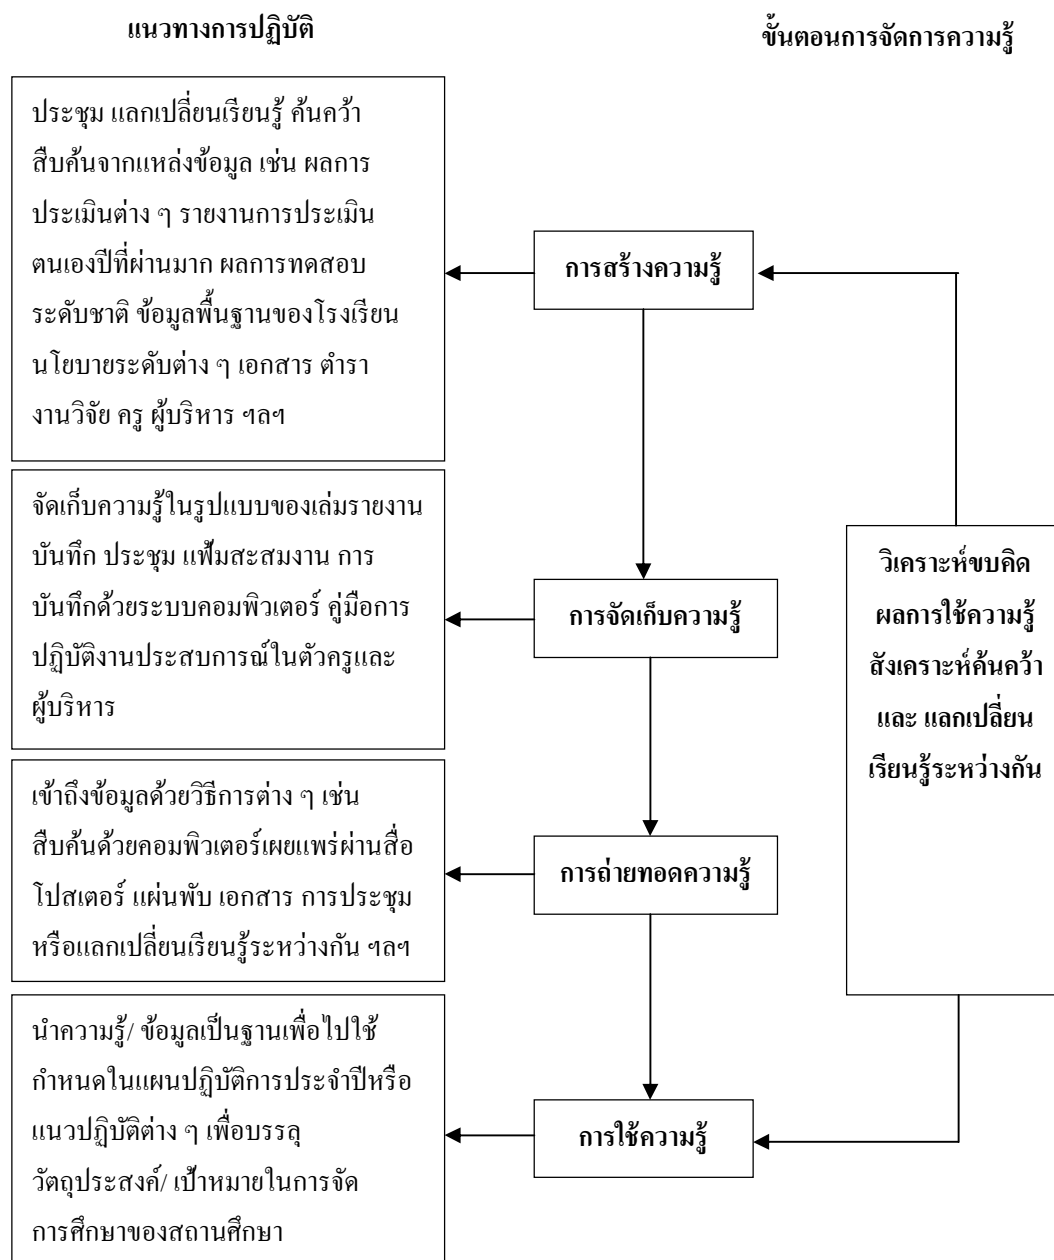 แนวทางการปฏิบัติ
ขั้นตอนการจัดการความรู้
ประชุม แลกเปลี่ยนเรียนรู้ ค้นคว้า
สืบค้นจากแหล่งข้อมูล เช่น ผลการ
ประเมินต่าง ๆ รายงานการประเมิน
ตนเองปีที่ผ่านมาก ผลการทดสอบ
ระดับชาติ ข้อมูลพื้นฐานของโรงเรียน
นโยบายระดับต่าง ๆ เอกสาร ตำรา
งานวิจัย ครู ผู้บริหาร ฯลฯ
การสร้างความรู้
จัดเก็บความรู้ในรูปแบบของเล่มรายงาน
บันทึก ประชุม แฟ้มสะสมงาน การ
บันทึกด้วยระบบคอมพิวเตอร์ คู่มือการ
ปฏิบัติงานประสบการณ์ในตัวครูและ
ผู้บริหาร
การจัดเก็บความรู้
วิเคราะห์ขบคิด
ผลการใช้ความรู้
สังเคราะห์ค้นคว้า
และ แลกเปลี่ยน
เรียนรู้ระหว่างกัน
เข้าถึงข้อมูลด้วยวิธีการต่าง ๆ เช่น
สืบค้นด้วยคอมพิวเตอร์เผยแพร่ผ่านสื่อ
โปสเตอร์ แผ่นพับ เอกสาร การประชุม
หรือแลกเปลี่ยนเรียนรู้ระหว่างกัน ฯลฯ
การถ่ายทอดความรู้
นำความรู้/ ข้อมูลเป็นฐานเพื่อไปใช้
กำหนดในแผนปฏิบัติการประจำปีหรือ
แนวปฏิบัติต่าง ๆ เพื่อบรรลุ
วัตถุประสงค์/ เป้าหมายในการจัด
การศึกษาของสถานศึกษา
การใช้ความรู้